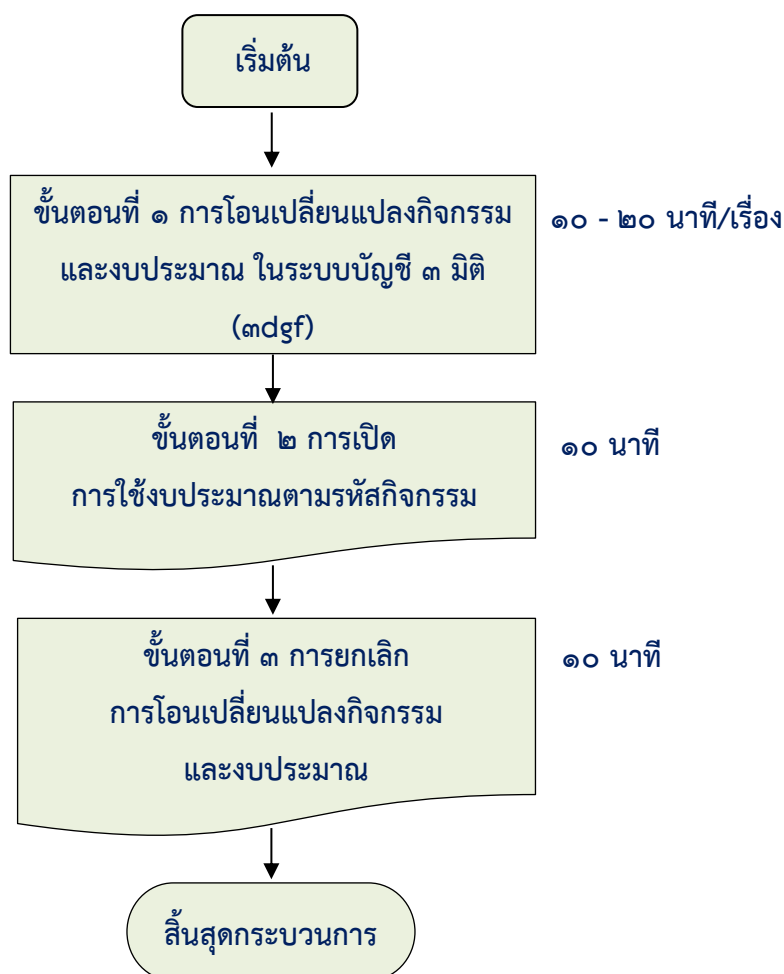 เริ่มต้น
ขั้นตอนที่ ๑ การโอนเปลี่ยนแปลงกิจกรรม
และงบประมาณ ในระบบบัญชี ๓ มิติ
(๓dgf)
๑๐ - ๒๐ นาที/เรื่อง
ขั้นตอนที่ ๒ การเปิด
การใช้งบประมาณตามรหัสกิจกรรม
๑๐ นาที
ขั้นตอนที่ ๓ การยกเลิก
การโอนเปลี่ยนแปลงกิจกรรม
และงบประมาณ
๑๐ นาที
สิ้นสุดกระบวนการ